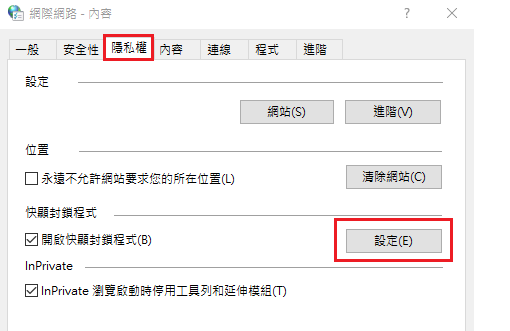 網際網路 - 內容
一般 安全性 隱私權 內容 連線 程式 進階
設定
網站(S) 進階(V)
位置
永遠不允許網站要求您的所在位置(L) 清除網站(C)
快顯封鎖程式
開啟快顯封鎖程式(B) 設定(E)
InPrivate
InPrivate 瀏覽啟動時停用工具列和延伸模組(T)